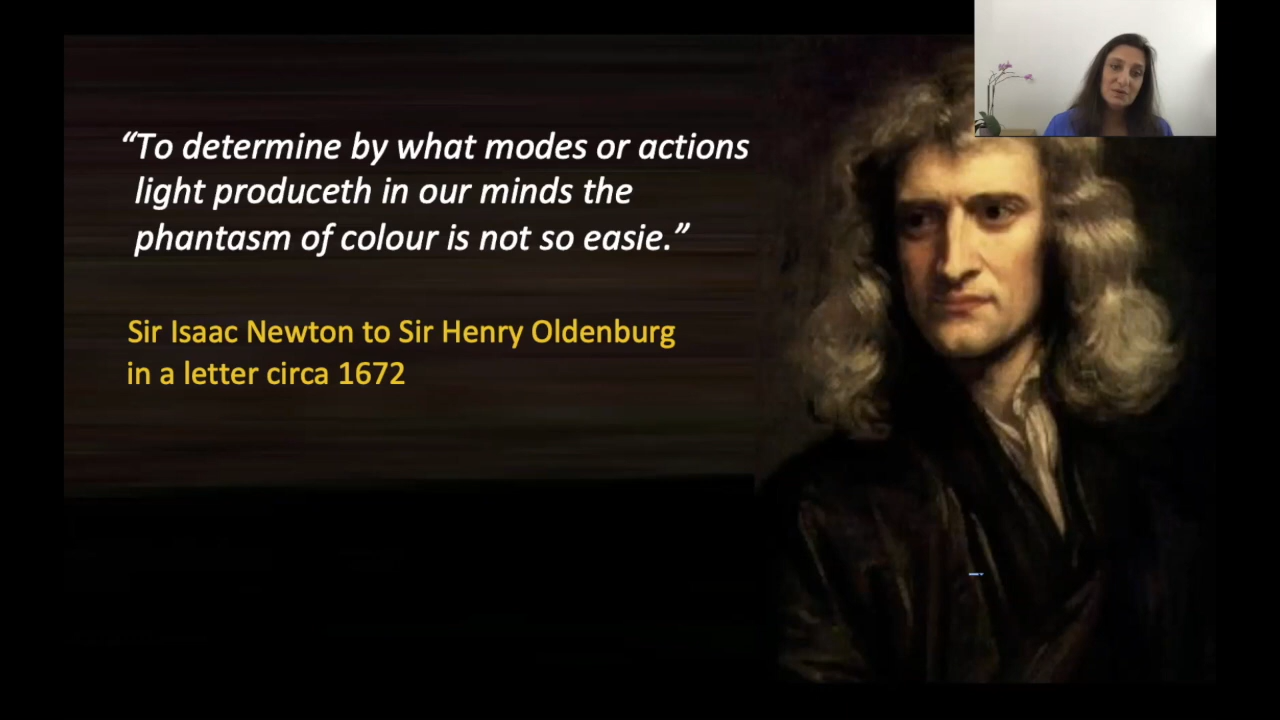 “To determine by what modes or actions
light produceth in our minds the
phantasm of colour is not so easie.”
Sir Isaac Newton to Sir Henry Oldenburg
in a letter circa 1672